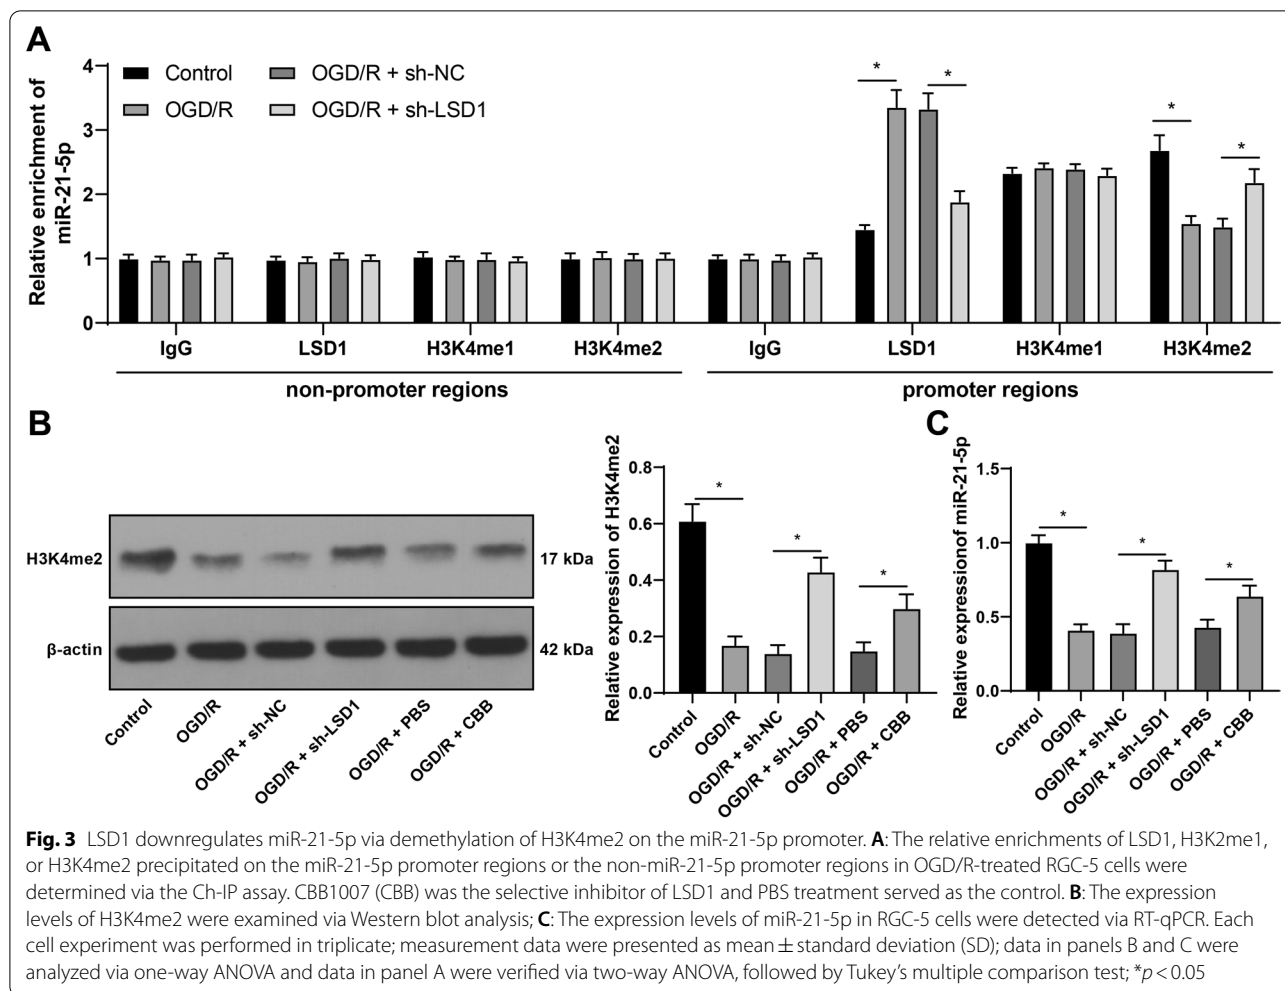 A
Relative enrichment of
miR-21-5p
4
3
2
1
0
Control
OGD/R
OGD/R + sh-NC
OGD/R + sh-LSD1
* * * *
IgG LSD1 H3K4me1 H3K4me2 IgG LSD1 H3K4me1 H3K4me2
non-promoter regions promoter regions
B
H3K4me2 17 kDa
β-actin 42 kDa
Control OGD/R OGD/R + sh-NC OGD/R + sh-LSD1 OGD/R + PBS OGD/R + CBB
Relative expression of H3K4me2
0.8
0.6
0.4
0.2
0.0
* * *
Control OGD/R OGD/R + sh-NC OGD/R + sh-LSD1 OGD/R + PBS OGD/R + CBB
C
Relative expressionof miR-21-5p
1.5
1.0
0.5
0.0
* * *
Control OGD/R OGD/R + sh-NC OGD/R + sh-LSD1 OGD/R + PBS OGD/R + CBB
Fig. 3 LSD1 downregulates miR-21-5p via demethylation of H3K4me2 on the miR-21-5p promoter. A: The relative enrichments of LSD1, H3K2me1,
or H3K4me2 precipitated on the miR-21-5p promoter regions or the non-miR-21-5p promoter regions in OGD/R-treated RGC-5 cells were
determined via the Ch-IP assay. CBB1007 (CBB) was the selective inhibitor of LSD1 and PBS treatment served as the control. B: The expression
levels of H3K4me2 were examined via Western blot analysis; C: The expression levels of miR-21-5p in RGC-5 cells were detected via RT-qPCR. Each
cell experiment was performed in triplicate; measurement data were presented as mean ± standard deviation (SD); data in panels B and C were
analyzed via one-way ANOVA and data in panel A were verified via two-way ANOVA, followed by Tukey's multiple comparison test; *p < 0.05